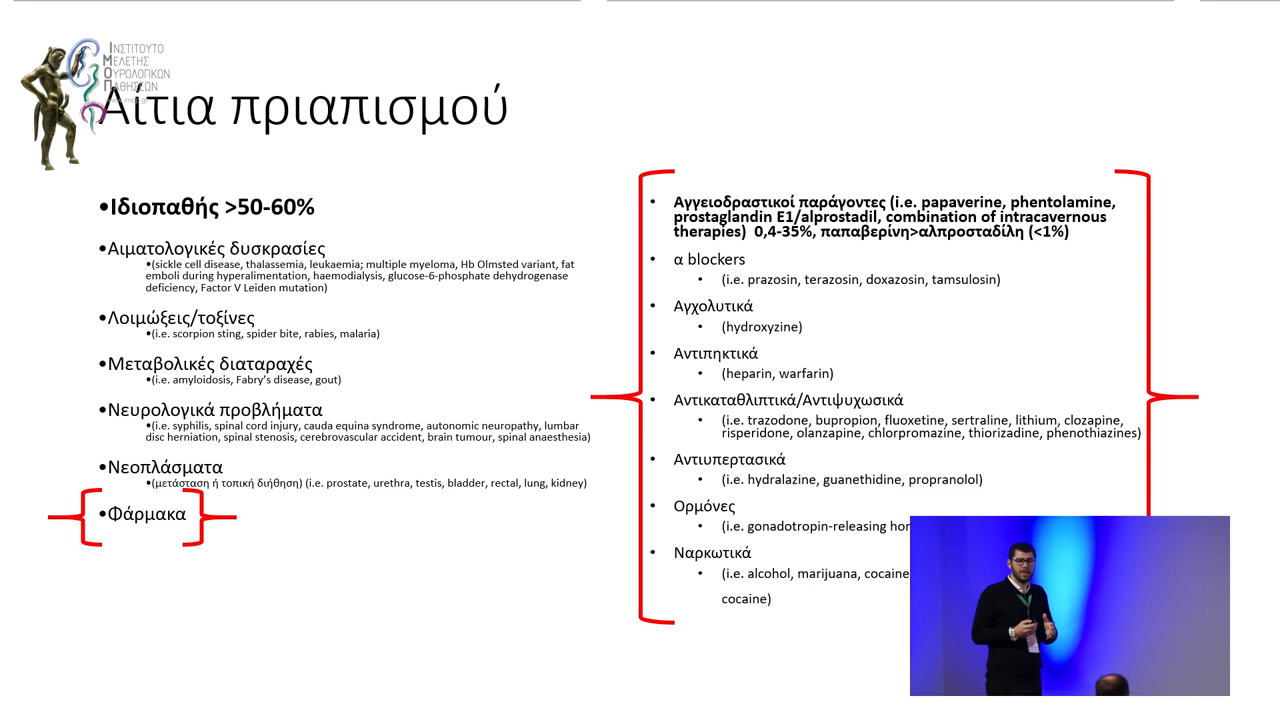 ΙΝΣΤΙΤΟΥΤΟ
ΜΕΛΕΤΗΣ
ΟΥΡΟΛΟΓΙΚΩΝ
ΠΑΘΗΣΕΩΝ
Αίτια πριαπισμού
•Ιδιοπαθής >50-60%
•Αιματολογικές δυσκρασίες
•(sickle cell disease, thalassemia, leukaemia; multiple myeloma, Hb Olmsted variant, fat
emboli during hyperalimentation, haemodialysis, glucose-6-phosphate dehydrogenase
deficiency, Factor V Leiden mutation)
•Λοιμώξεις/τοξίνες
•(i.e. scorpion sting, spider bite, rabies, malaria)
•Μεταβολικές διαταραχές
•(i.e. amyloidosis, Fabry's disease, gout)
•Νευρολογικά προβλήματα
•(i.e. syphilis, spinal cord injury, cauda equina syndrome, autonomic neuropathy, lumbar
disc herniation, spinal stenosis, cerebrovascular accident, brain tumour, spinal anaesthesia)
•Νεοπλάσματα
•(μετάσταση ή τοπική διήθηση) (i.e. prostate, urethra, testis, bladder, rectal, lung, kidney)
•Φάρμακα
• Αγγειοδραστικοί παράγοντες (i.e. papaverine, phentolamine,
prostaglandin E1/alprostadil, combination of intracavernous
therapies) 0,4-35%, παπαβερίνη>αλπροσταδίλη (<1%)
• α blockers
• (i.e. prazosin, terazosin, doxazosin, tamsulosin)
• Αγχολυτικά
• (hydroxyzine)
• Αντιπηκτικά
• (heparin, warfarin)
• Αντικαταθλιπτικά/Αντιψυχωσικά
• (i.e. trazodone, bupropion, fluoxetine, sertraline, lithium, clozapine,
risperidone, olanzapine, chlorpromazine, thiorizadine, phenothiazines)
• Αντιυπερτασικά
• (i.e. hydralazine, guanethidine, propranolol)
• Ορμόνες
• (i.e. gonadotropin-releasing
• Ναρκωτικά
• (i.e. alcohol, marijuana, cocaine
cocaine)